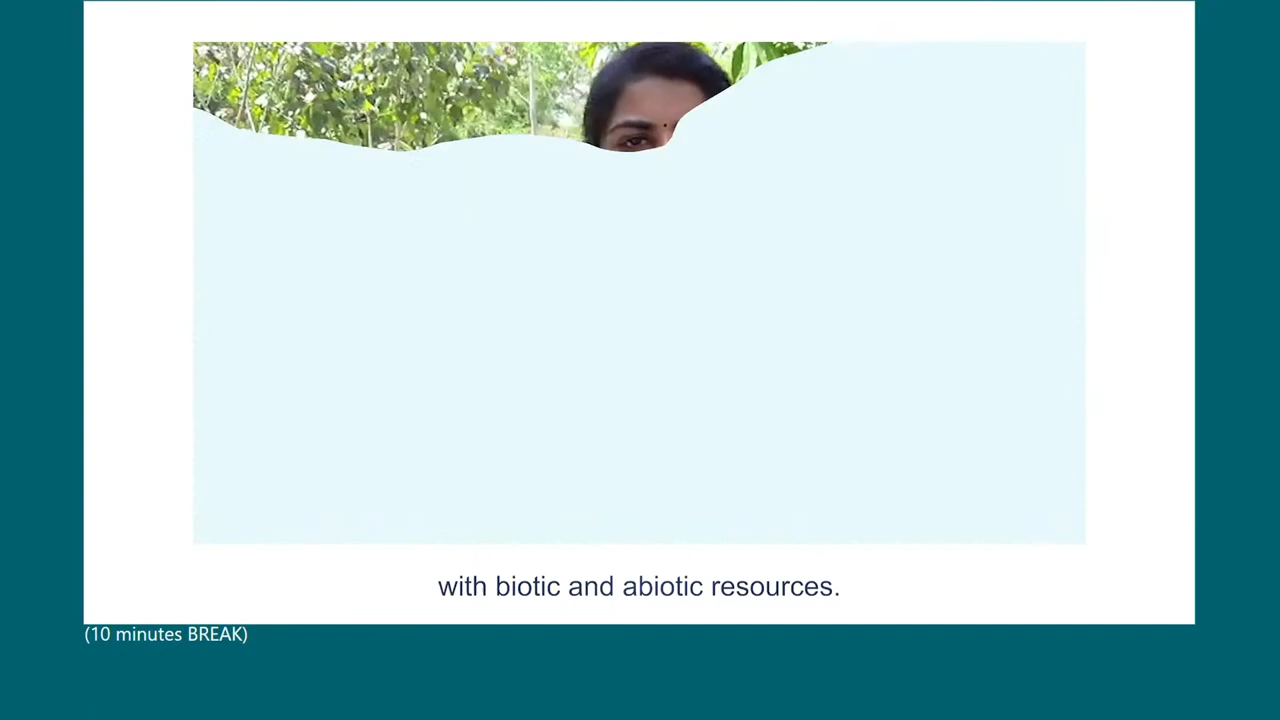 with biotic and abiotic resources.
(10 minutes BREAK)